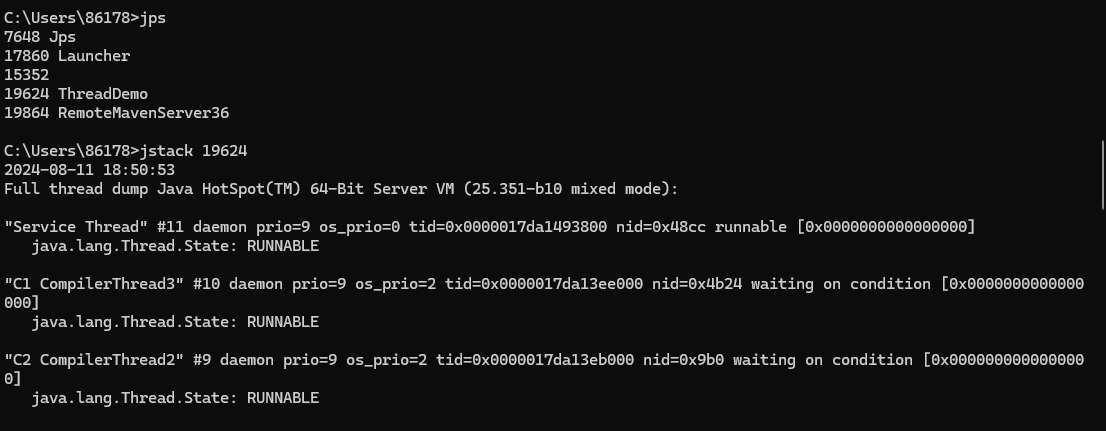 C:\Users\86178>jps
7648 Jps
17860 Launcher
15352
19624 ThreadDemo
19864 RemoteMavenServer36
C:\Users\86178>jstack 19624
2024-08-11 18:50:53
Full thread dump Java HotSpot(TM) 64-Bit Server VM (25.351-b10 mixed mode):
"Service Thread" #11 daemon prio=9 os_prio=0 tid=0x0000017da1493800 nid=0x48cc runnable [0x0000000000000000]
   java.lang.Thread.State: RUNNABLE
"C1 CompilerThread3" #10 daemon prio=9 os_prio=2 tid=0x0000017da13ee000 nid=0x4b24 waiting on condition [0x0000000000000
000]
   java.lang.Thread.State: RUNNABLE
"C2 CompilerThread2" #9 daemon prio=9 os_prio=2 tid=0x0000017da13eb000 nid=0x9b0 waiting on condition [0x000000000000000
0]
   java.lang.Thread.State: RUNNABLE